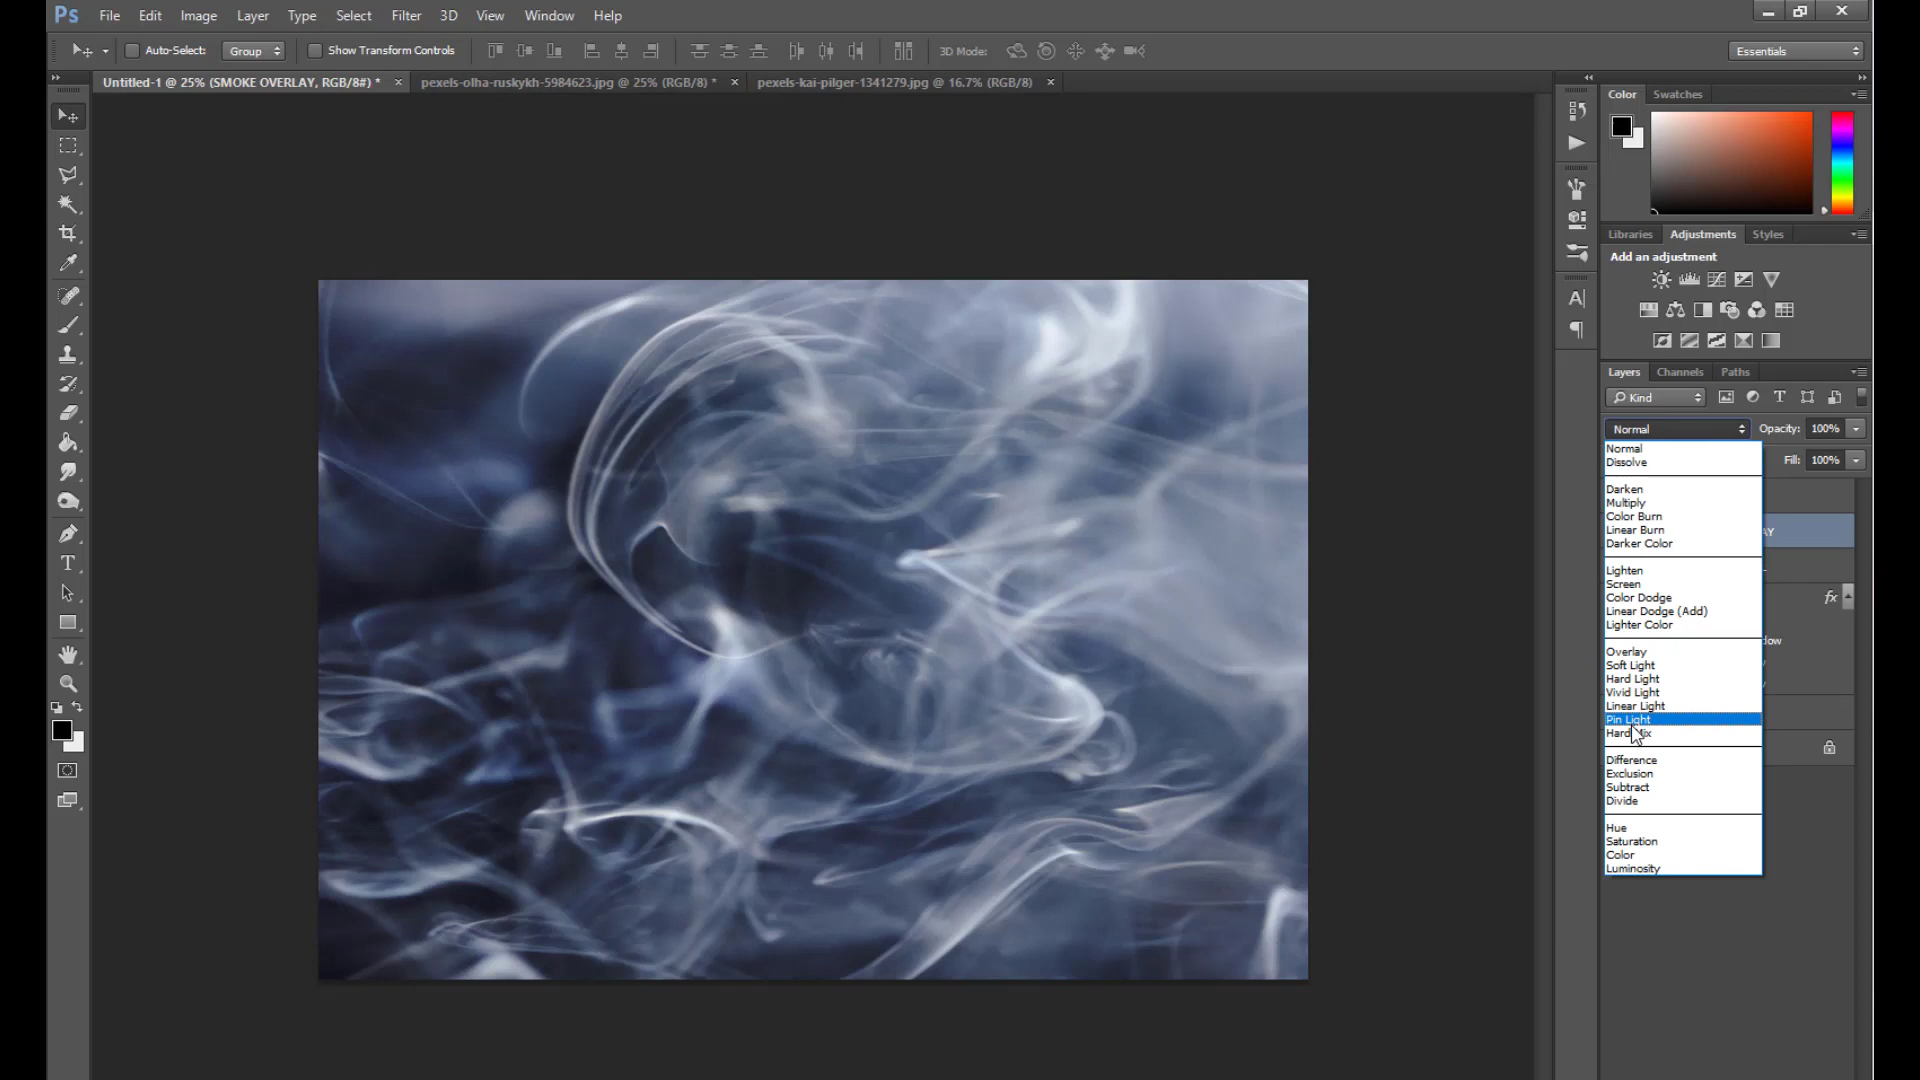 Ps File Edit Image Layer Select Filter 3D View Window Help
Auto-Select: Group Show Transform Controls 3D Mode: Essentials
Untitled-1 @ 25% (SMOKE OVERLAY, RGB/8#) * × pexels-olha-ruskykh-5984623.jpg @ 25% (RGB/8) * × pexels-kai-pilger-1341279.jpg @ 16.7% (RGB/8) ×
Color Swatches
Libraries Adjustments Styles
Add an adjustment
Layers Channels Paths
Kind
Normal Opacity: 100%
Fill: 100%
Normal
Dissolve
Darken
Multiply
Color Burn
Linear Burn
Darker Color
Lighten
Screen
Color Dodge
Linear Dodge (Add)
Lighter Color
Overlay
Soft Light
Hard Light
Vivid Light
Linear Light
Pin Light
Hard Mix
Difference
Exclusion
Subtract
Divide
Hue
Saturation
Color
Luminosity
AY
fx
dow